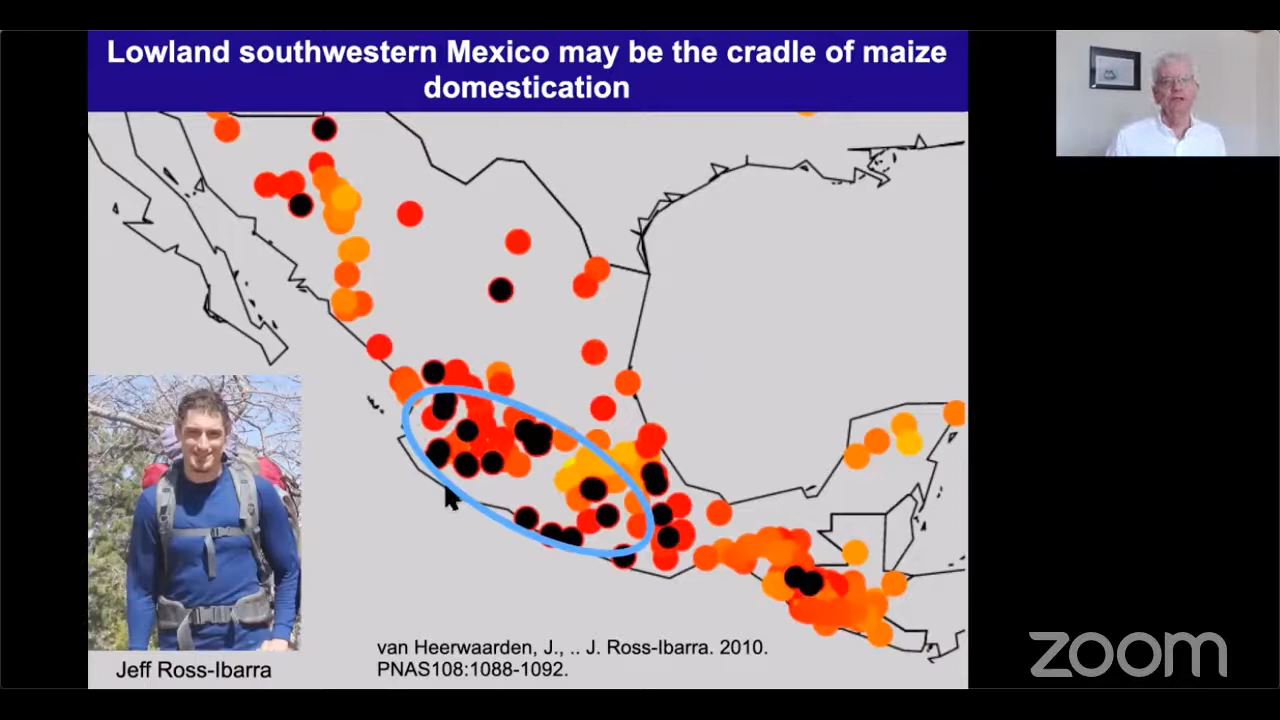 Lowland southwestern Mexico may be the cradle of maize
domestication
Jeff Ross-Ibarra
van Heerwaarden, J., .. J. Ross-Ibarra. 2010.
PNAS108:1088-1092.
zoom